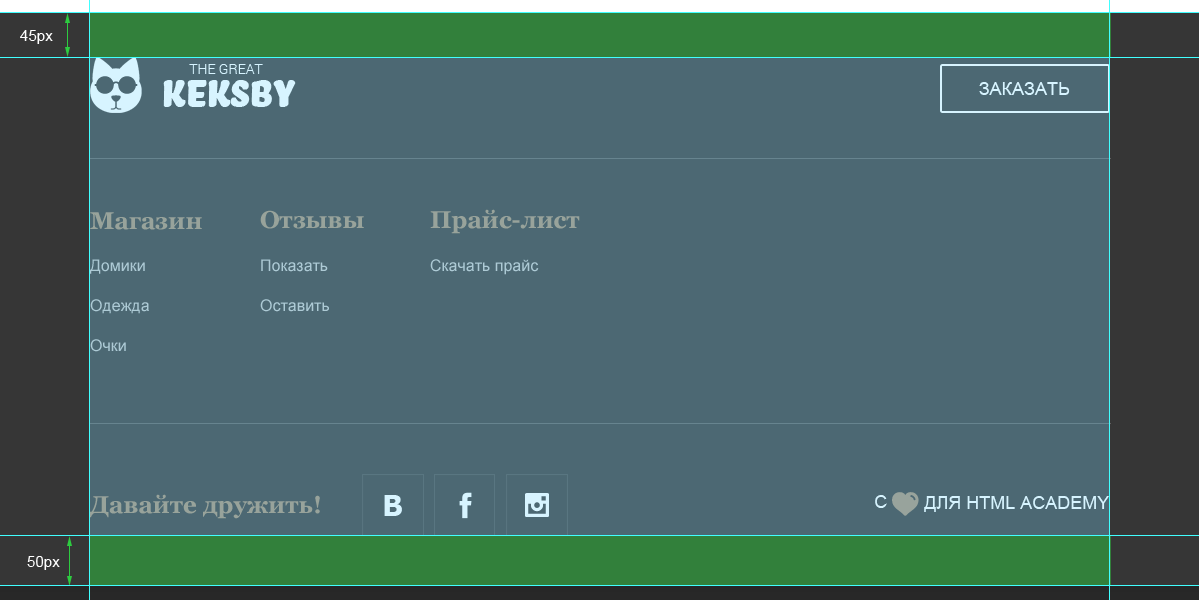 45px
THE GREAT
KEKSBY
ЗАКАЗАТЬ
Магазин
Отзывы
Прайс-лист
Домики
Показать
Скачать прайс
Одежда
Оставить
Очки
Давайте дружить!
B
f
С
ДЛЯ HTML ACADEMY
50px